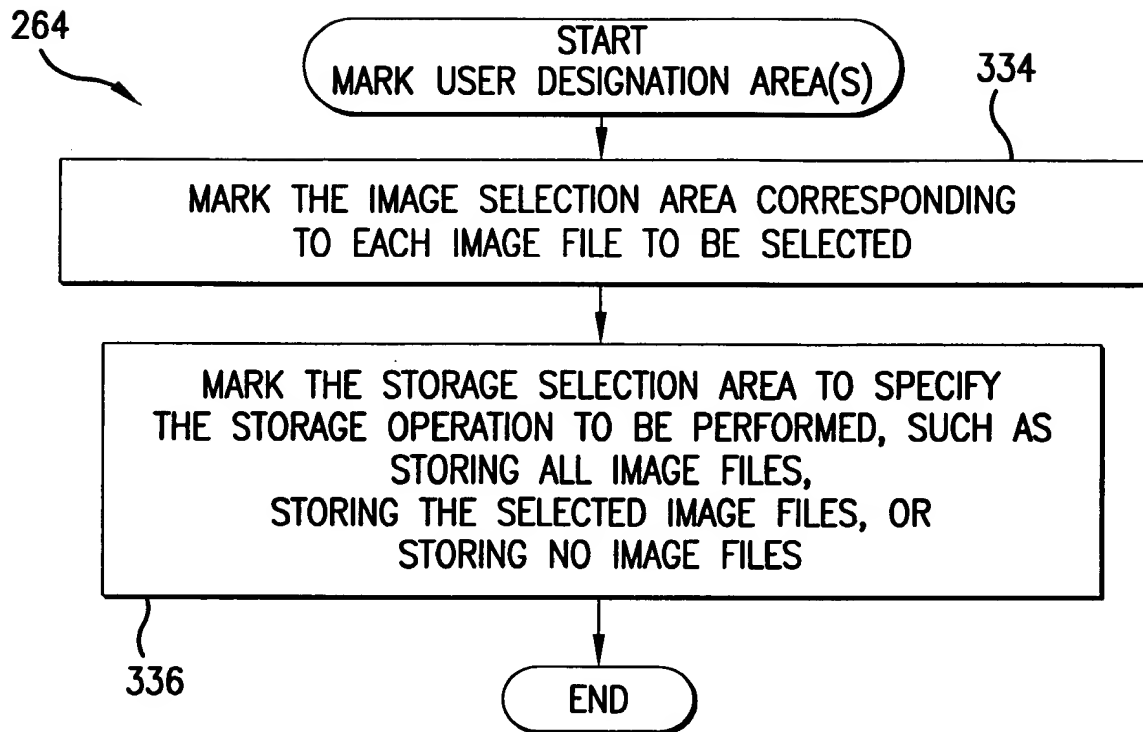 264
START
MARK USER DESIGNATION AREA(S)
334
MARK THE IMAGE SELECTION AREA CORRESPONDING
TO EACH IMAGE FILE TO BE SELECTED
MARK THE STORAGE SELECTION AREA TO SPECIFY
THE STORAGE OPERATION TO BE PERFORMED, SUCH AS
STORING ALL IMAGE FILES,
STORING THE SELECTED IMAGE FILES, OR
STORING NO IMAGE FILES
336
END